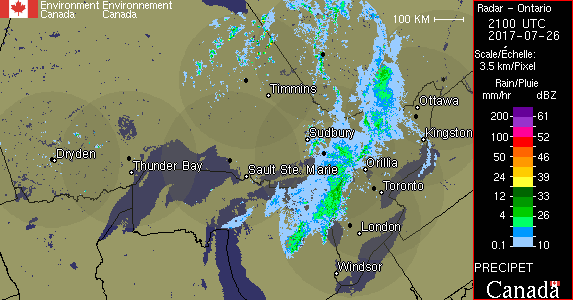 Environment Environnement
Canada Canada
100 KM
Timmins
Ottawa
Sudbury
Kingston
Dryden
Thunder Bay
Sault Ste. Marie
Orillia
Toronto
London
Windsor
Radar - Ontario
2100 UTC
2017-07-26
Scale/Échelle:
3.5 km/Pixel
Rain/Pluie
mm/hr dBZ
200 61
100 52
50 46
24 39
12 33
4 26
0.1 10
PRECIPET
Canada